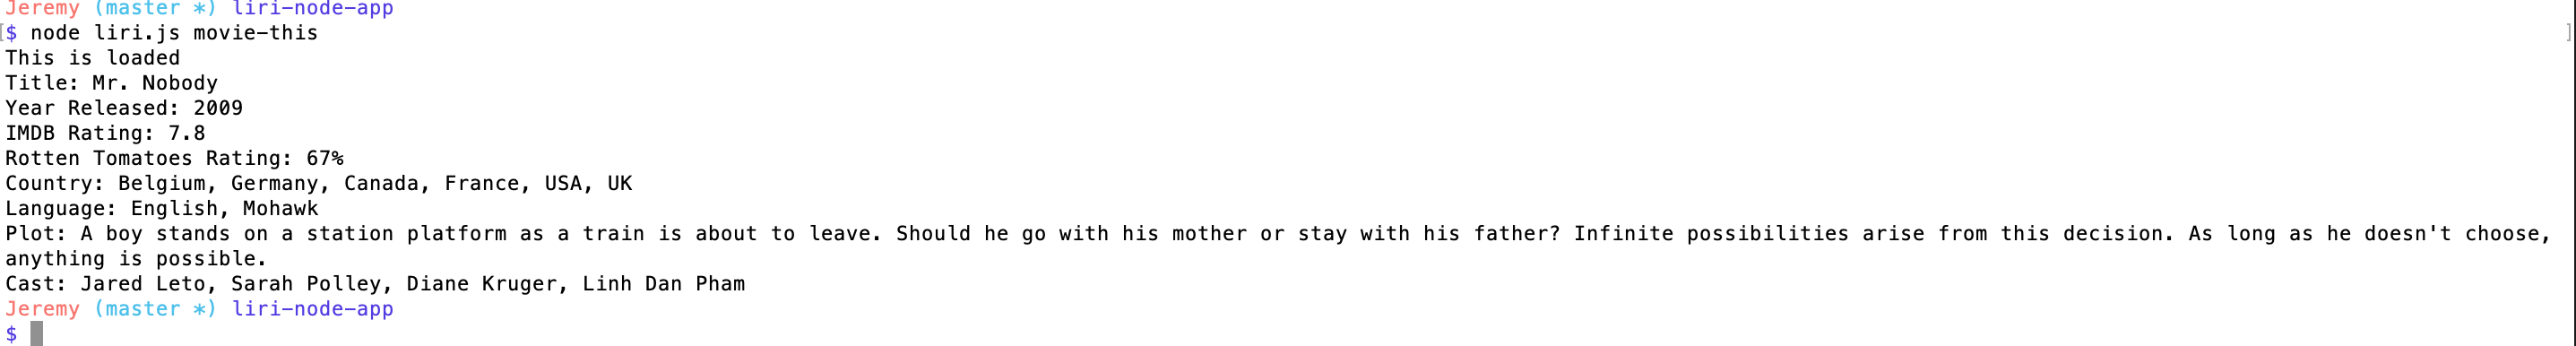 Jeremy (master *) liri-node-app
[$ node liri.js movie-this ]
This is loaded
Title: Mr. Nobody
Year Released: 2009
IMDB Rating: 7.8
Rotten Tomatoes Rating: 67%
Country: Belgium, Germany, Canada, France, USA, UK
Language: English, Mohawk
Plot: A boy stands on a station platform as a train is about to leave. Should he go with his mother or stay with his father? Infinite possibilities arise from this decision. As long as he doesn't choose,
anything is possible.
Cast: Jared Leto, Sarah Polley, Diane Kruger, Linh Dan Pham
Jeremy (master *) liri-node-app
$